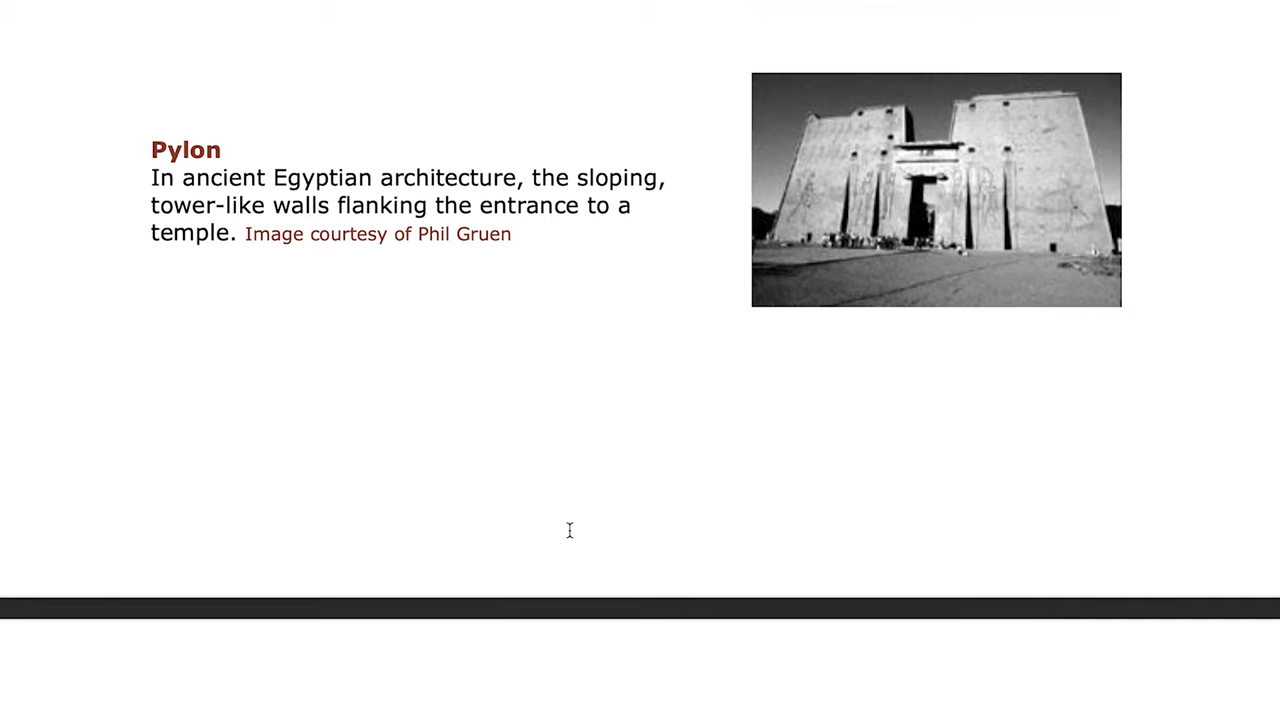 Pylon
In ancient Egyptian architecture, the sloping,
tower-like walls flanking the entrance to a
temple. Image courtesy of Phil Gruen